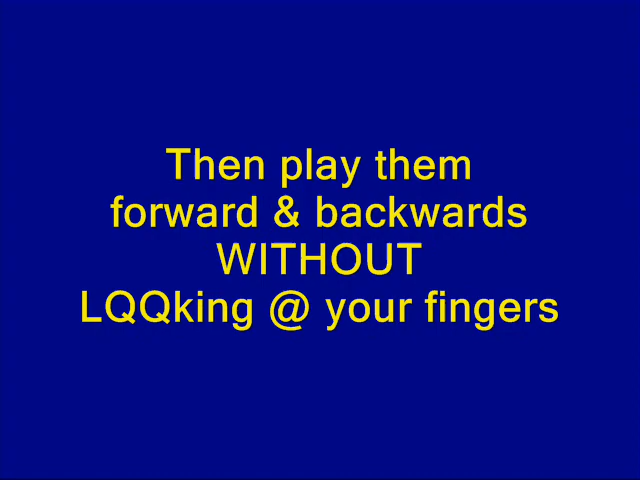 Then play them
forward & backwards
WITHOUT
LQQking @ your fingers